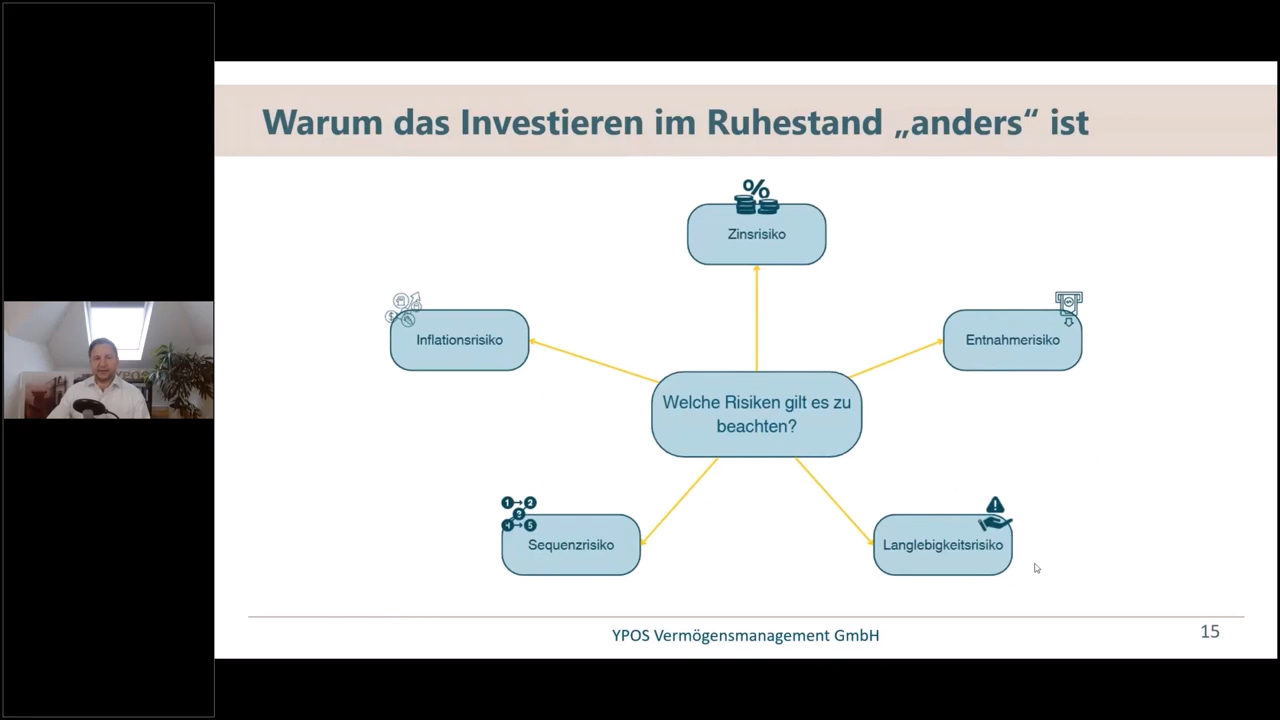 Warum das Investieren im Ruhestand „anders“ ist
%
Zinsrisiko
Inflationsrisiko
Entnahmerisiko
Welche Risiken gilt es zu
beachten?
Sequenzrisiko
Langlebigkeitsrisiko
YPOS Vermögensmanagement GmbH
15